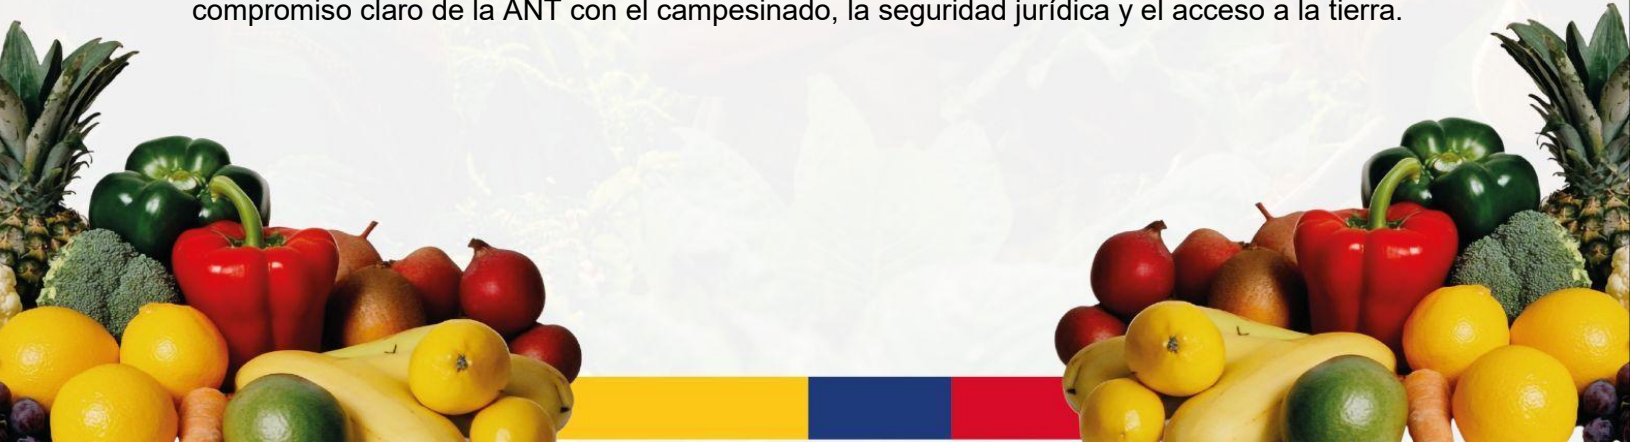 compromiso claro de la ANT con el campesinado, la seguridad jurídica y el acceso a la tierra.